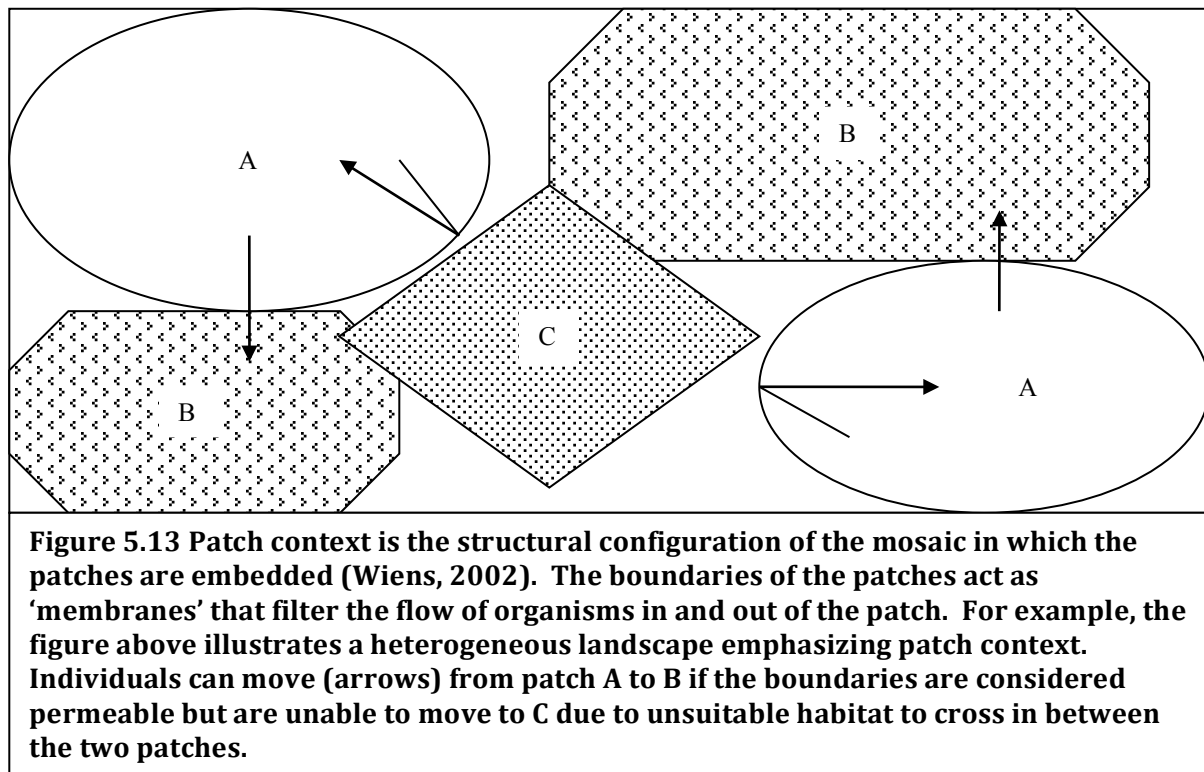 A
B
C
B
A
Figure 5.13 Patch context is the structural configuration of the mosaic in which the
patches are embedded (Wiens, 2002).  The boundaries of the patches act as
‘membranes’ that filter the flow of organisms in and out of the patch.  For example, the
figure above illustrates a heterogeneous landscape emphasizing patch context.
Individuals can move (arrows) from patch A to B if the boundaries are considered
permeable but are unable to move to C due to unsuitable habitat to cross in between
the two patches.